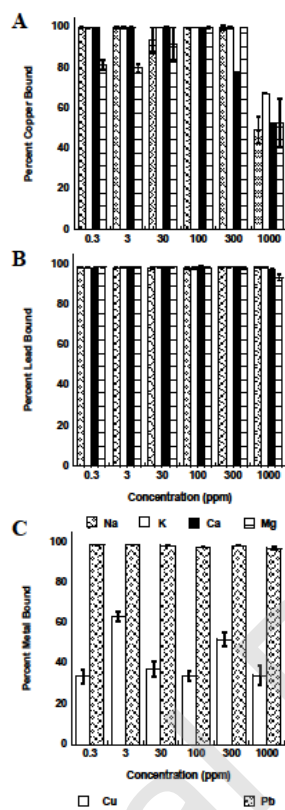 A
Percent Copper Bound
100
80
60
40
20
0
0.3 3 30 100 300 1000
B
Percent Lead Bound
100
80
60
40
20
0
0.3 3 30 100 300 1000
Concentration (ppm)
Na K Ca Mg
C
Percent Metal Bound
100
80
60
40
20
0
0.3 3 30 100 300 1000
Concentration (ppm)
Cu Pb